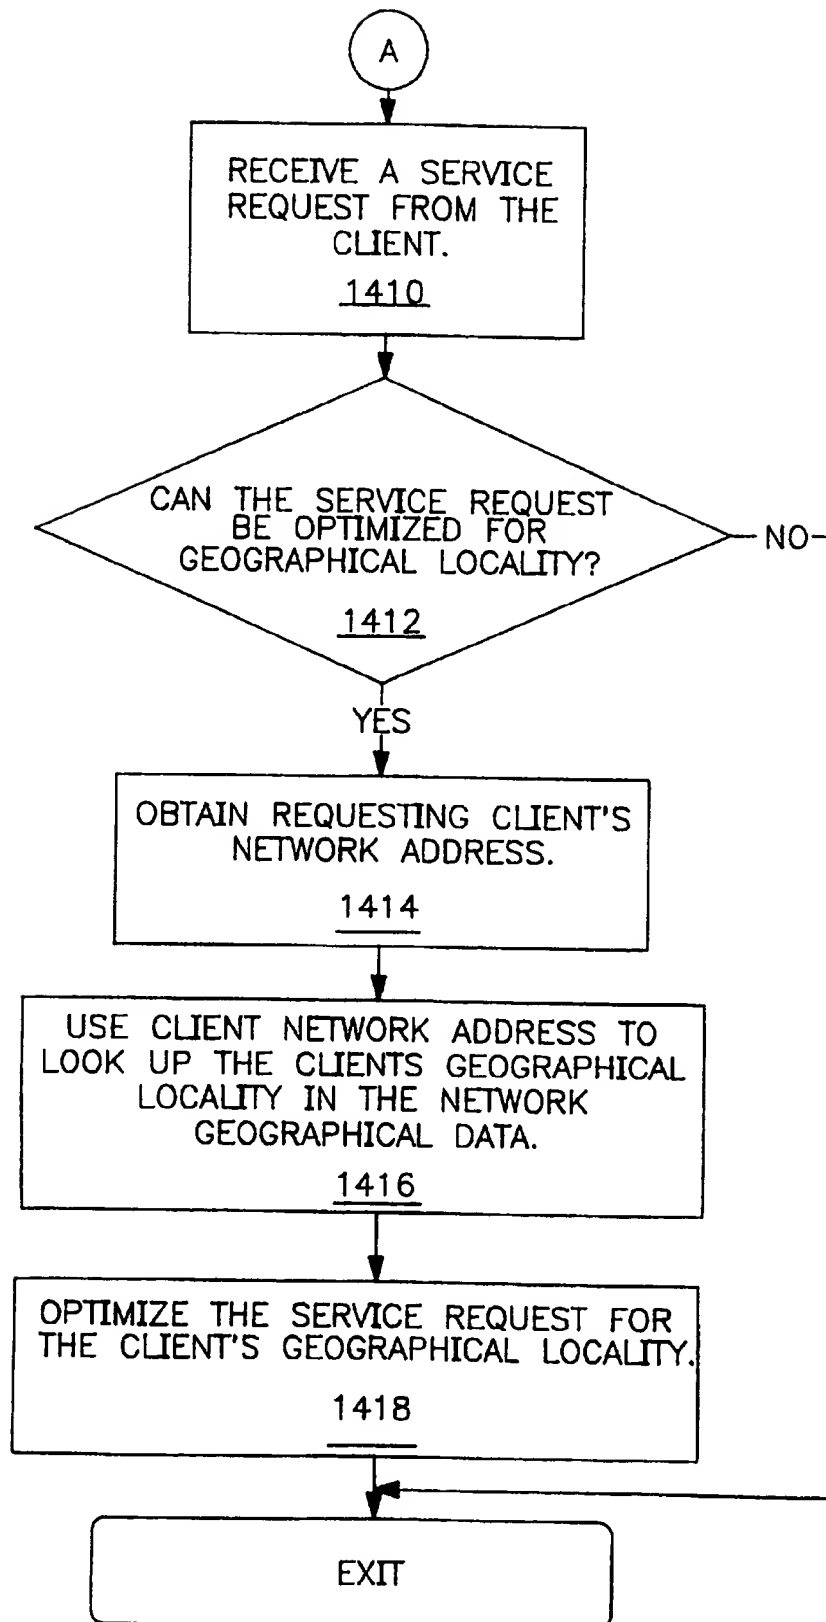 A
RECEIVE A SERVICE
REQUEST FROM THE
CLIENT.
1410
CAN THE SERVICE REQUEST
BE OPTIMIZED FOR
GEOGRAPHICAL LOCALITY?
1412
NO
YES
OBTAIN REQUESTING CLIENT'S
NETWORK ADDRESS.
1414
USE CLIENT NETWORK ADDRESS TO
LOOK UP THE CLIENTS GEOGRAPHICAL
LOCALITY IN THE NETWORK
GEOGRAPHICAL DATA.
1416
OPTIMIZE THE SERVICE REQUEST FOR
THE CLIENT'S GEOGRAPHICAL LOCALITY.
1418
EXIT